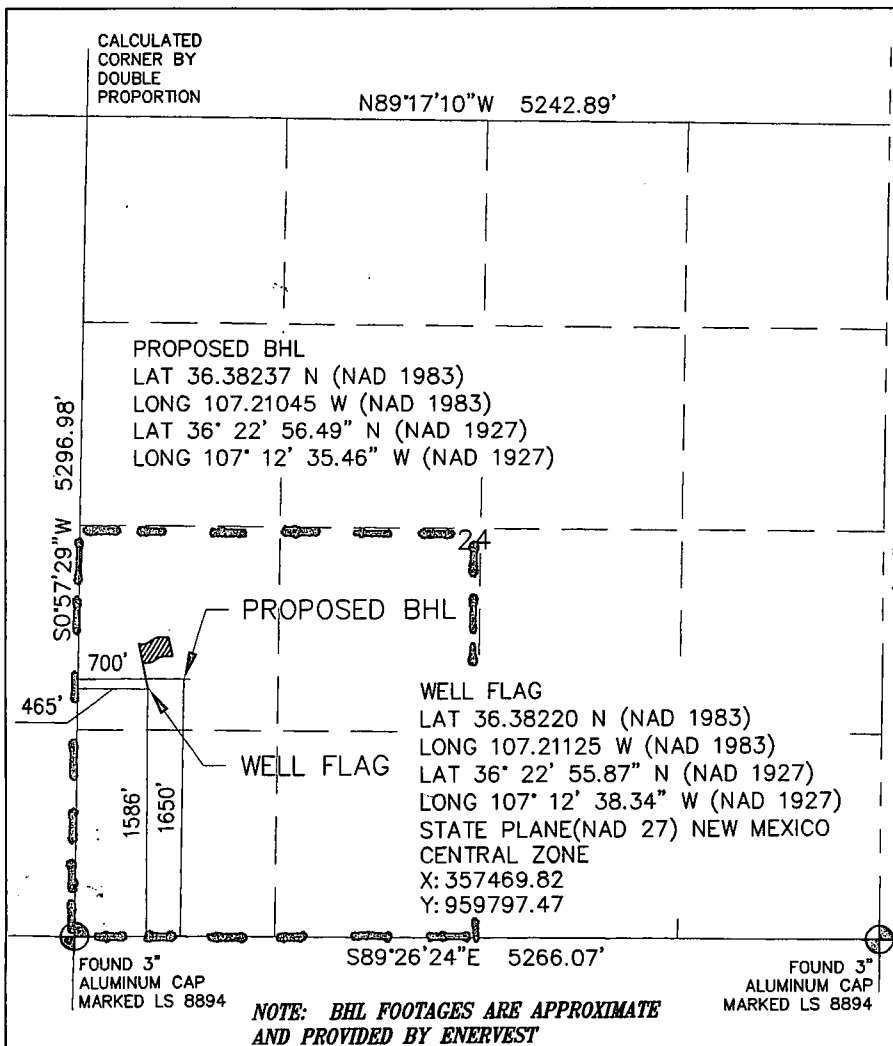 CALCULATED
CORNER BY
DOUBLE
PROPORTION
N89°17'10"W 5242.89'
PROPOSED BHL
LAT 36.38237 N (NAD 1983)
LONG 107.21045 W (NAD 1983)
LAT 36° 22' 56.49" N (NAD 1927)
LONG 107° 12' 35.46" W (NAD 1927)
S0°57'29"W 5296.98'
24
PROPOSED BHL
700'
465'
WELL FLAG
1586'
1650'
WELL FLAG
LAT 36.38220 N (NAD 1983)
LONG 107.21125 W (NAD 1983)
LAT 36° 22' 55.87" N (NAD 1927)
LONG 107° 12' 38.34" W (NAD 1927)
STATE PLANE(NAD 27) NEW MEXICO
CENTRAL ZONE
X: 357469.82
Y: 959797.47
S89°26'24"E 5266.07'
FOUND 3"
ALUMINUM CAP
MARKED LS 8894
FOUND 3"
ALUMINUM CAP
MARKED LS 8894
NOTE: BHL FOOTAGES ARE APPROXIMATE
AND PROVIDED BY ENERVEST